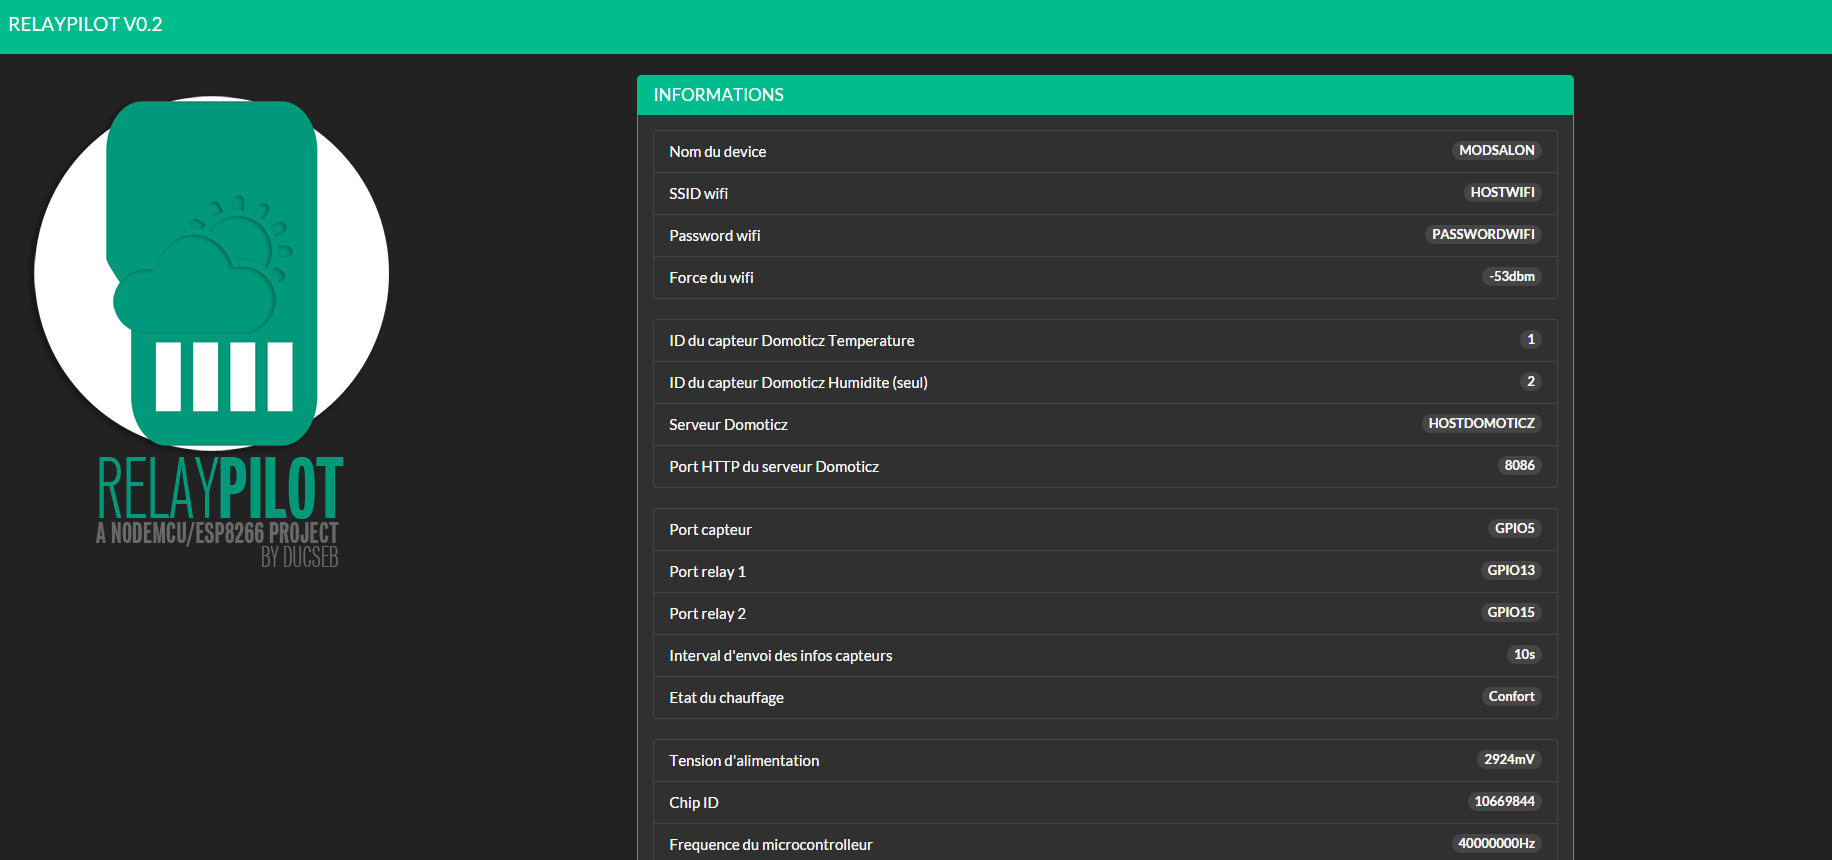 RELAYPILOT V0.2
RELAYPILOT
A NODEMCU/ESP8266 PROJECT
BY DUCSEB
INFORMATIONS
Nom du device MODSALON
SSID wifi HOSTWIFI
Password wifi PASSWORDWIFI
Force du wifi -53dbm
ID du capteur Domoticz Temperature 1
ID du capteur Domoticz Humidite (seul) 2
Serveur Domoticz HOSTDOMOTICZ
Port HTTP du serveur Domoticz 8086
Port capteur GPIO5
Port relay 1 GPIO13
Port relay 2 GPIO15
Interval d'envoi des infos capteurs 10s
Etat du chauffage Confort
Tension d'alimentation 2924mV
Chip ID 10669844
Frequence du microcontrolleur 40000000Hz